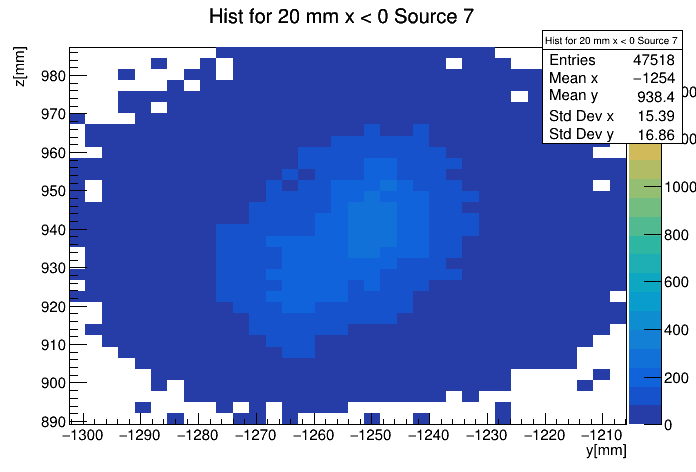 Hist for 20 mm x < 0 Source 7
Hist for 20 mm x < 0 Source 7
Entries 47518
Mean x −1254
Mean y 938.4
Std Dev x 15.39
Std Dev y 16.86
z[mm]
980
970
960
950
940
930
920
910
900
890
−1300 −1290 −1280 −1270 −1260 −1250 −1240 −1230 −1220 −1210
y[mm]
1000
800
600
400
200
0